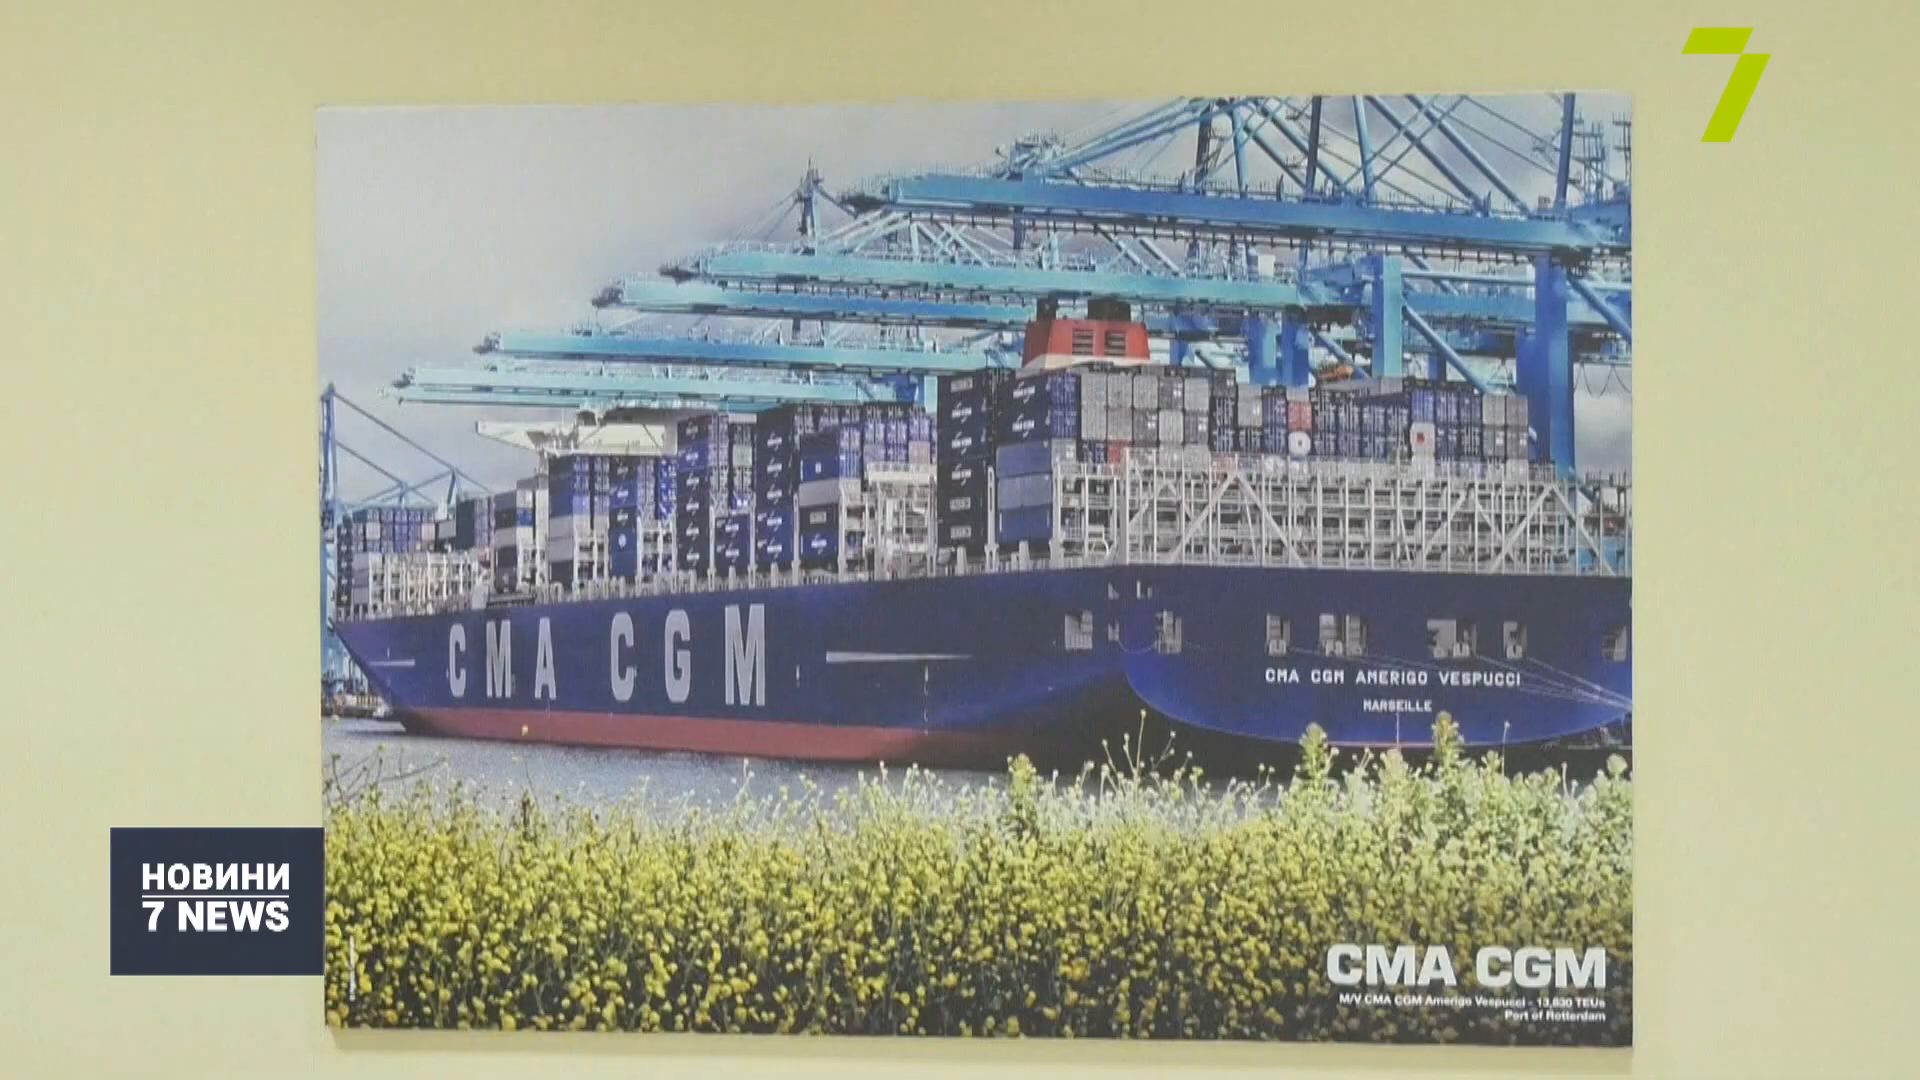 7
CMA CGM
CMA CGM AMERIGO VESPUCCI
MARSEILLE
НОВИНИ
7 NEWS
CMA CGM
M/V CMA CGM Amerigo Vespucci - 13,830 TEUs
Port of Rotterdam